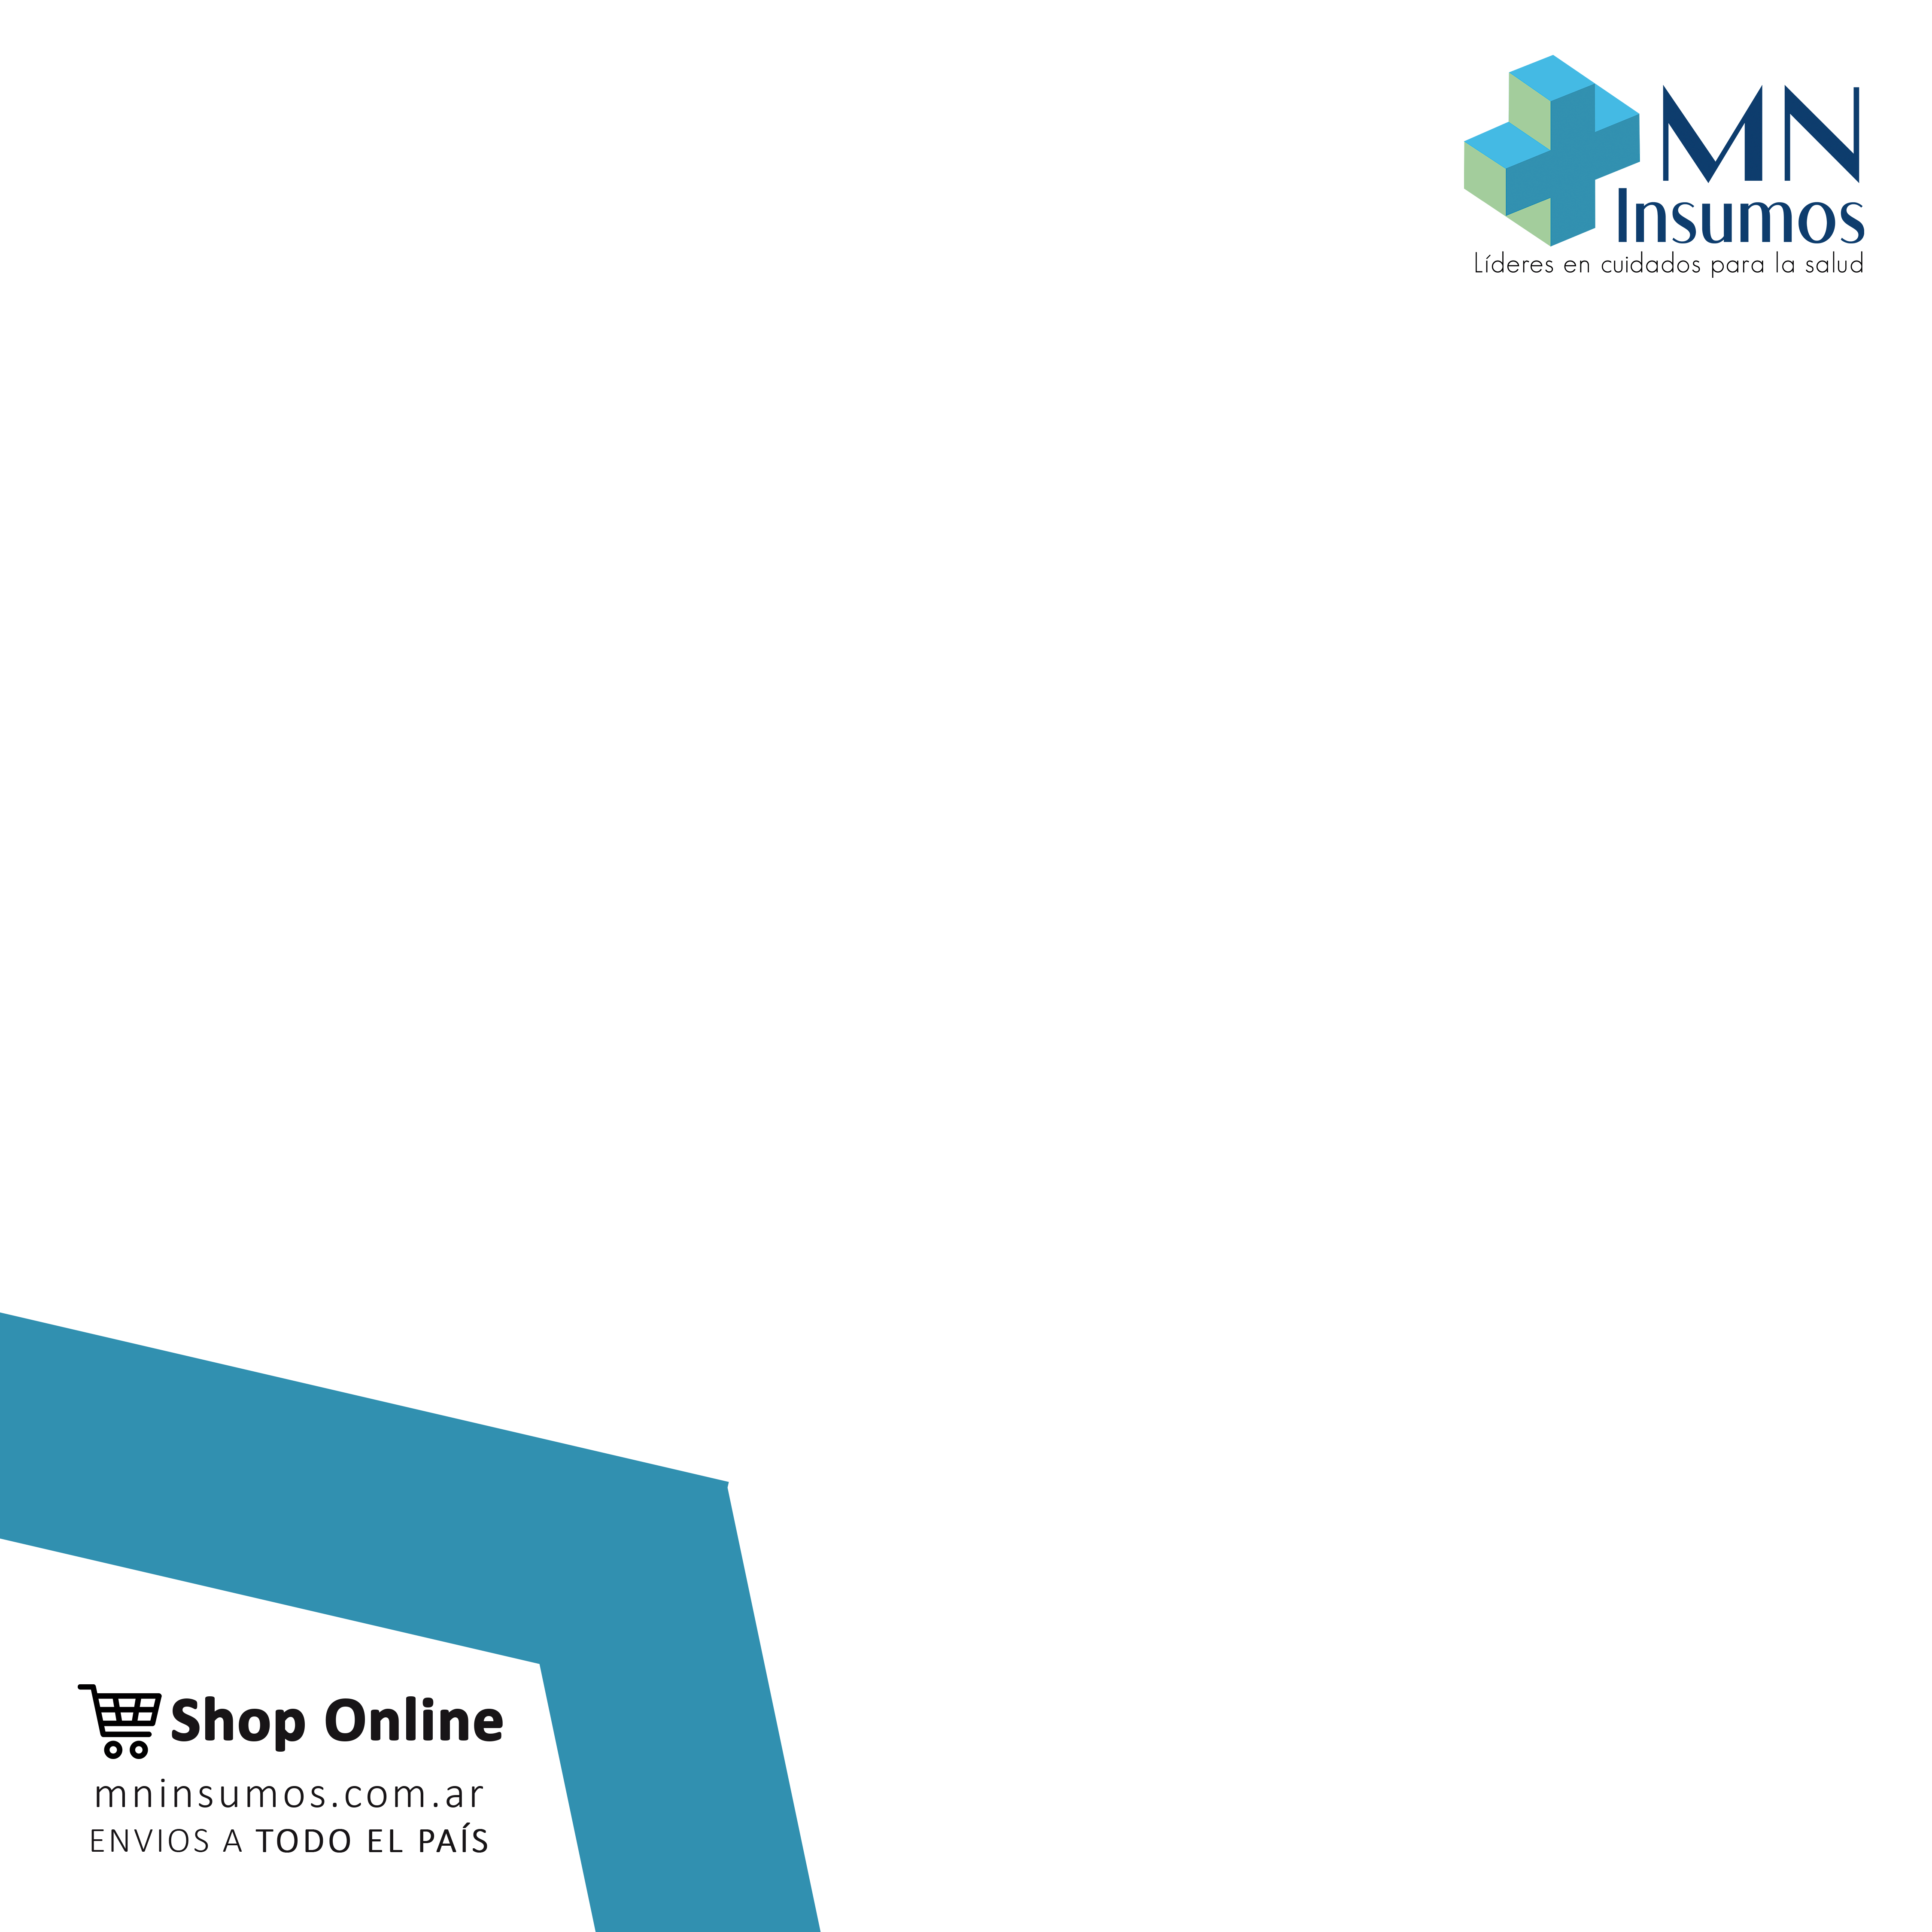 MN
Insumos
Líderes en cuidados para la salud
Shop Online
mninsumos.com.ar
ENVIOS A TODO EL PAÍS